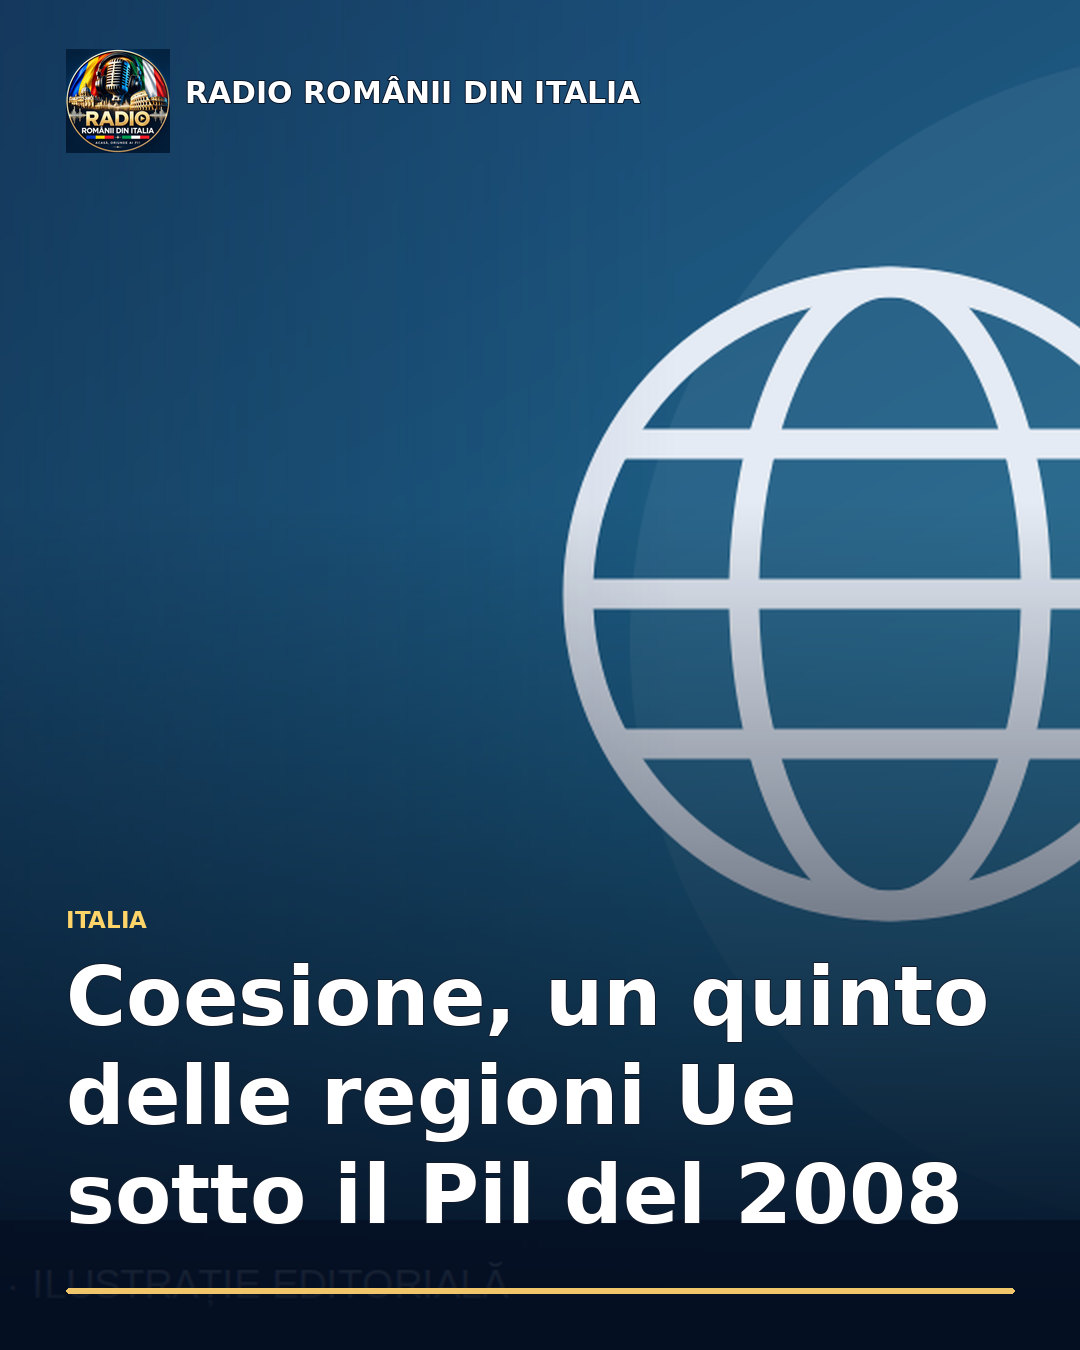 RADIO
ROMÂNII DIN ITALIA
RADIO ROMÂNII DIN ITALIA
ITALIA
Coesione, un quinto
delle regioni Ue
sotto il Pil del 2008
· ILUSTRAȚIE EDITORIALĂ